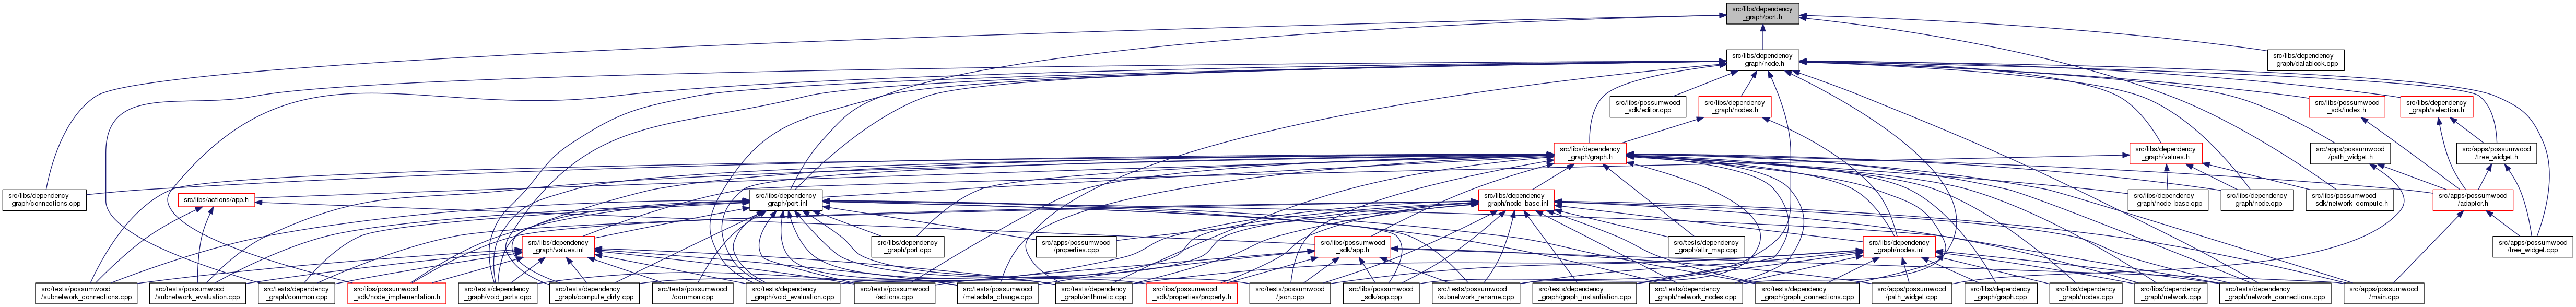 src/libs/dependency
_graph/port.h
src/libs/dependency
_graph/node.h
src/libs/dependency
_graph/datablock.cpp
src/libs/possumwood
_sdk/editor.cpp
src/libs/dependency
_graph/nodes.h
src/libs/possumwood
_sdk/index.h
src/libs/dependency
_graph/selection.h
src/libs/dependency
_graph/graph.h
src/libs/dependency
_graph/values.h
src/apps/possumwood
/path_widget.h
src/apps/possumwood
/tree_widget.h
src/libs/dependency
_graph/connections.cpp
src/libs/actions/app.h
src/libs/dependency
_graph/port.inl
src/libs/dependency
_graph/node_base.inl
src/libs/dependency
_graph/node_base.cpp
src/libs/dependency
_graph/node.cpp
src/libs/possumwood
_sdk/network_compute.h
src/apps/possumwood
/adaptor.h
src/libs/dependency
_graph/values.inl
src/libs/dependency
_graph/port.cpp
src/apps/possumwood
/properties.cpp
src/libs/possumwood
_sdk/app.h
src/tests/dependency
_graph/attr_map.cpp
src/libs/dependency
_graph/nodes.inl
src/apps/possumwood
/tree_widget.cpp
src/tests/possumwood
/subnetwork_connections.cpp
src/tests/possumwood
/subnetwork_evaluation.cpp
src/tests/dependency
_graph/common.cpp
src/libs/possumwood
_sdk/node_implementation.h
src/tests/dependency
_graph/void_ports.cpp
src/tests/dependency
_graph/compute_dirty.cpp
src/tests/possumwood
/common.cpp
src/tests/dependency
_graph/void_evaluation.cpp
src/tests/possumwood
/actions.cpp
src/tests/possumwood
/metadata_change.cpp
src/tests/dependency
_graph/arithmetic.cpp
src/libs/possumwood
_sdk/properties/property.h
src/tests/possumwood
/json.cpp
src/libs/possumwood
_sdk/app.cpp
src/tests/possumwood
/subnetwork_rename.cpp
src/tests/dependency
_graph/graph_instantiation.cpp
src/tests/dependency
_graph/network_nodes.cpp
src/tests/dependency
_graph/graph_connections.cpp
src/apps/possumwood
/path_widget.cpp
src/libs/dependency
_graph/graph.cpp
src/libs/dependency
_graph/nodes.cpp
src/libs/dependency
_graph/network.cpp
src/tests/dependency
_graph/network_connections.cpp
src/apps/possumwood
/main.cpp